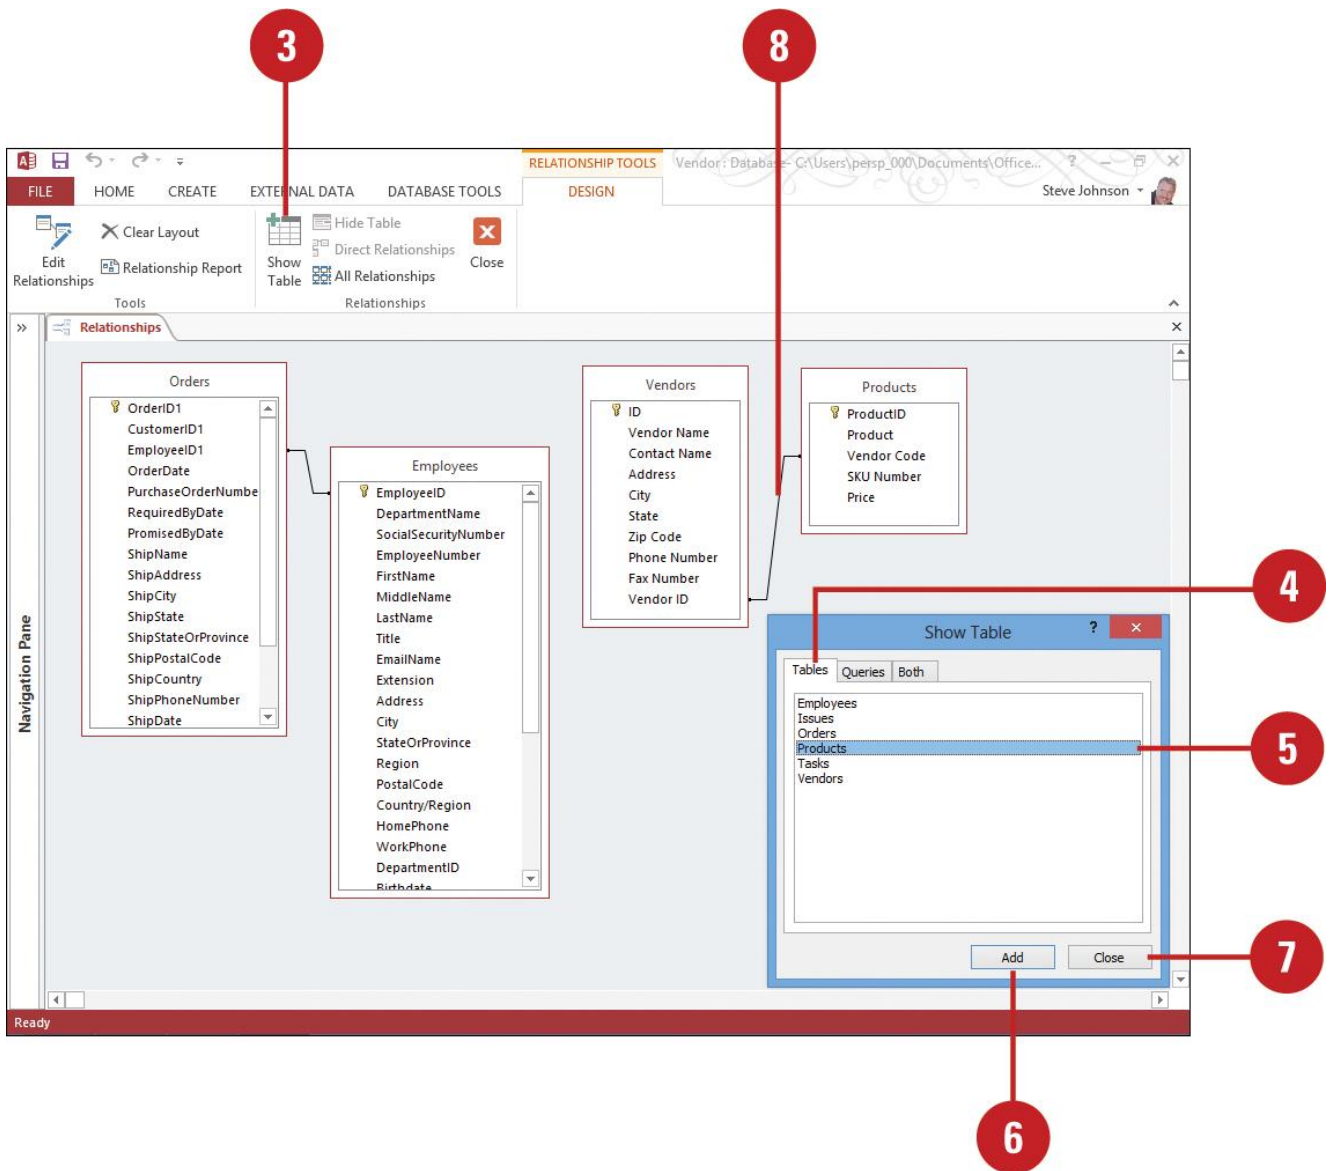 3
8
RELATIONSHIP TOOLS
Vendor : Database- C:\Users\persp_000\Documents\Office...
?
FILE
HOME
CREATE
EXTERNAL DATA
DATABASE TOOLS
DESIGN
Steve Johnson
Edit
Relationships
Clear Layout
Relationship Report
Tools
Show
Table
Hide Table
Direct Relationships
All Relationships
Close
Relationships
Relationships
Navigation Pane
Orders
OrderID1
CustomerID1
EmployeeID1
OrderDate
PurchaseOrderNumbe
RequiredByDate
PromisedByDate
ShipName
ShipAddress
ShipCity
ShipState
ShipStateOrProvince
ShipPostalCode
ShipCountry
ShipPhoneNumber
ShipDate
Employees
EmployeeID
DepartmentName
SocialSecurityNumber
EmployeeNumber
FirstName
MiddleName
LastName
Title
EmailName
Extension
Address
City
StateOrProvince
Region
PostalCode
Country/Region
HomePhone
WorkPhone
DepartmentID
Birthdate
Vendors
ID
Vendor Name
Contact Name
Address
City
State
Zip Code
Phone Number
Fax Number
Vendor ID
Products
ProductID
Product
Vendor Code
SKU Number
Price
4
Show Table
?
Tables
Queries
Both
Employees
Issues
Orders
Products
Tasks
Vendors
5
Add
Close
7
Ready
6